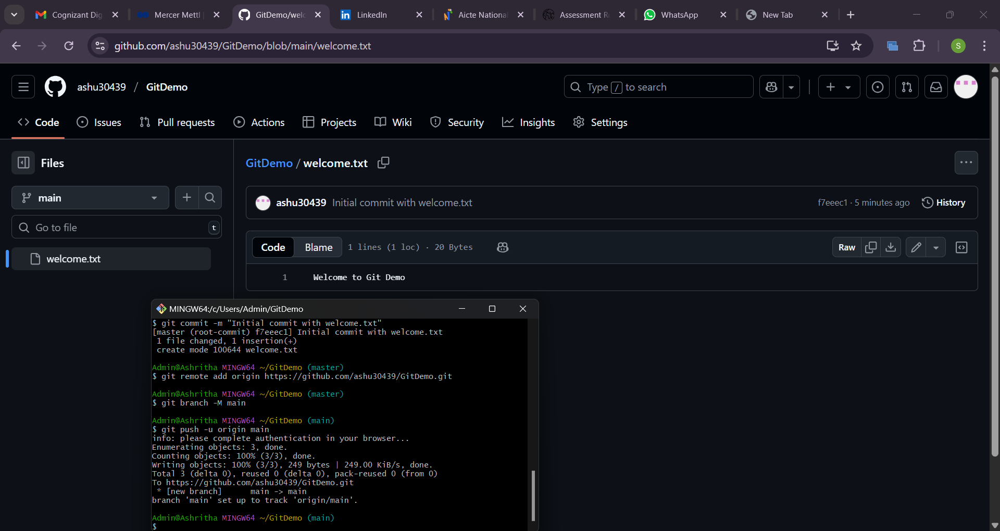 Cognizant Dig
Mercer Mettl
GitDemo/welc
LinkedIn
Aicte National
Assessment R
WhatsApp
New Tab
github.com/ashu30439/GitDemo/blob/main/welcome.txt
S
ashu30439 / GitDemo
Type / to search
Code
Issues
Pull requests
Actions
Projects
Wiki
Security
Insights
Settings
Files
main
Go to file
t
welcome.txt
GitDemo / welcome.txt
ashu30439 Initial commit with welcome.txt
f7eeec1 · 5 minutes ago
History
Code
Blame
1 lines (1 loc) · 20 Bytes
Raw
1 Welcome to Git Demo
MINGW64:/c/Users/Admin/GitDemo
$ git commit -m "Initial commit with welcome.txt"
[master (root-commit) f7eeec1] Initial commit with welcome.txt
1 file changed, 1 insertion(+)
create mode 100644 welcome.txt
Admin@Ashritha MINGW64 ~/GitDemo (master)
$ git remote add origin https://github.com/ashu30439/GitDemo.git
Admin@Ashritha MINGW64 ~/GitDemo (master)
$ git branch -M main
Admin@Ashritha MINGW64 ~/GitDemo (main)
$ git push -u origin main
info: please complete authentication in your browser...
Enumerating objects: 3, done.
Counting objects: 100% (3/3), done.
Writing objects: 100% (3/3), 249 bytes | 249.00 KiB/s, done.
Total 3 (delta 0), reused 0 (delta 0), pack-reused 0 (from 0)
To https://github.com/ashu30439/GitDemo.git
* [new branch] main -> main
branch 'main' set up to track 'origin/main'.
Admin@Ashritha MINGW64 ~/GitDemo (main)
$